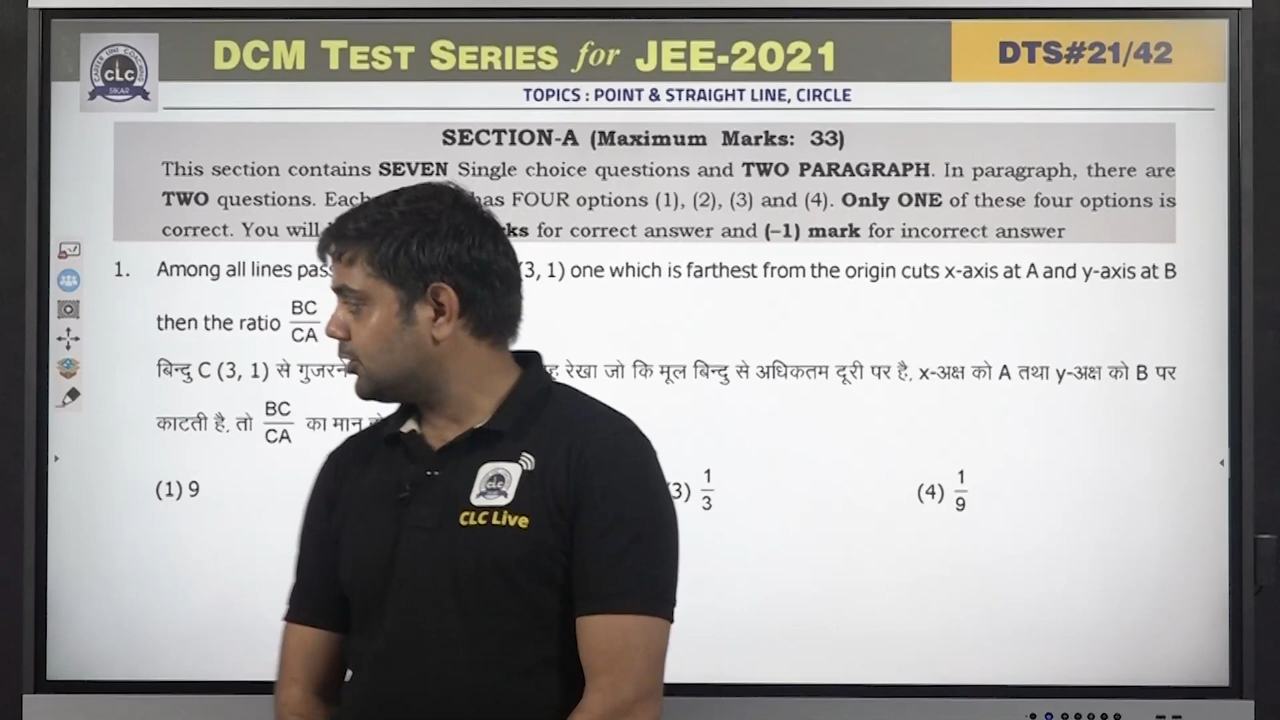 DCM TEST SERIES for JEE-2021
DTS#21/42
CLC
SIKAR
TOPICS : POINT & STRAIGHT LINE, CIRCLE
SECTION-A (Maximum Marks: 33)
This section contains SEVEN Single choice questions and TWO PARAGRAPH. In paragraph, there are
TWO questions. Each has FOUR options (1), (2), (3) and (4). Only ONE of these four options is
correct. You will for correct answer and (–1) mark for incorrect answer
1. Among all lines (3, 1) one which is farthest from the origin cuts x-axis at A and y-axis at B
then the ratio BC
CA
बिन्दु C (3, 1) से रेखा जो कि मूल बिन्दु से अधिकतम दूरी पर है, x-अक्ष को A तथा y-अक्ष को B पर
काटती है, तो BC
CA का मान
(1) 9
3) 1
3
(4) 1
9
CLC Live